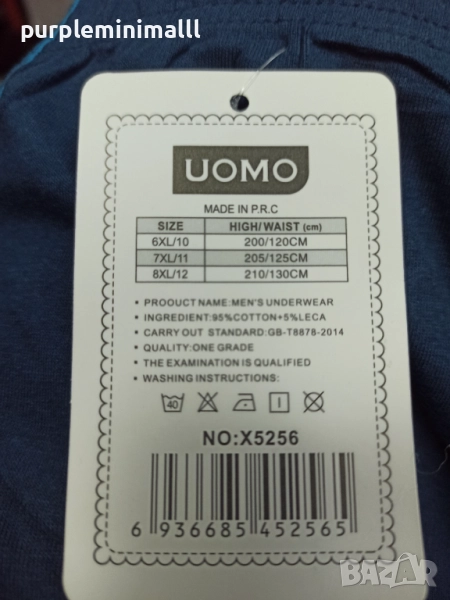 purpleminimalll
UOMO
MADE IN P.R.C
SIZE HIGH/WAIST (cm)
6XL/10 200/120CM
7XL/11 205/125CM
8XL/12 210/130CM
• PRODUCT NAME:MEN'S UNDERWEAR
• INGREDIENT:95%COTTON+5%LECA
• CARRY OUT STANDARD:GB-T8878-2014
• QUALITY:ONE GRADE
• THE EXAMINATION IS QUALIFIED
• WASHING INSTRUCTIONS:
40
NO:X5256
6 936685 452565
BAZAR